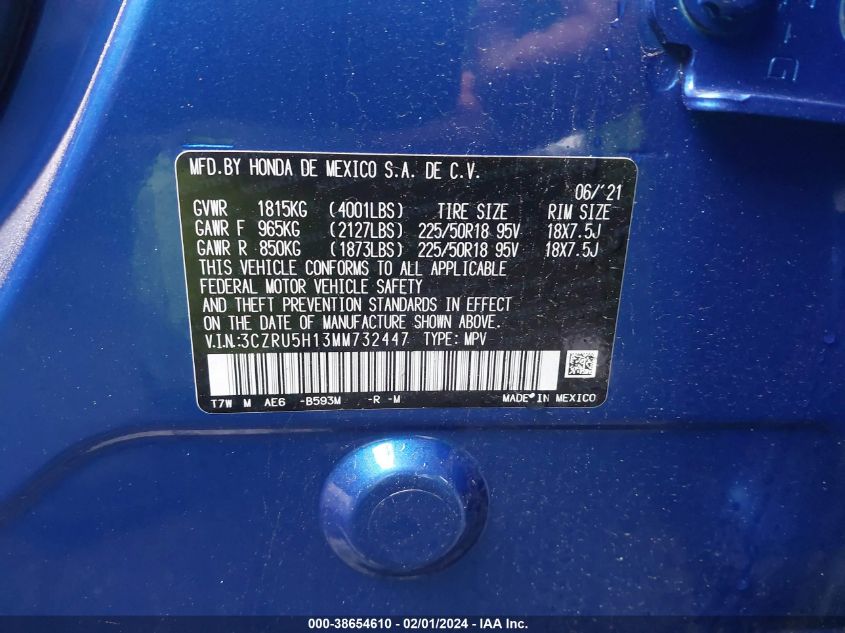 MFD.BY HONDA DE MEXICO S.A. DE C.V.
06/'21
GVWR 1815KG (4001LBS) TIRE SIZE RIM SIZE
GAWR F 965KG (2127LBS) 225/50R18 95V 18X7.5J
GAWR R 850KG (1873LBS) 225/50R18 95V 18X7.5J
THIS VEHICLE CONFORMS TO ALL APPLICABLE
FEDERAL MOTOR VEHICLE SAFETY
AND THEFT PREVENTION STANDARDS IN EFFECT
ON THE DATE OF MANUFACTURE SHOWN ABOVE.
V.I.N.:3CZRU5H13MM732447 TYPE: MPV
T7W M AE6 -B593M -R -M MADE IN MEXICO
000-38654610 - 02/01/2024 - IAA Inc.